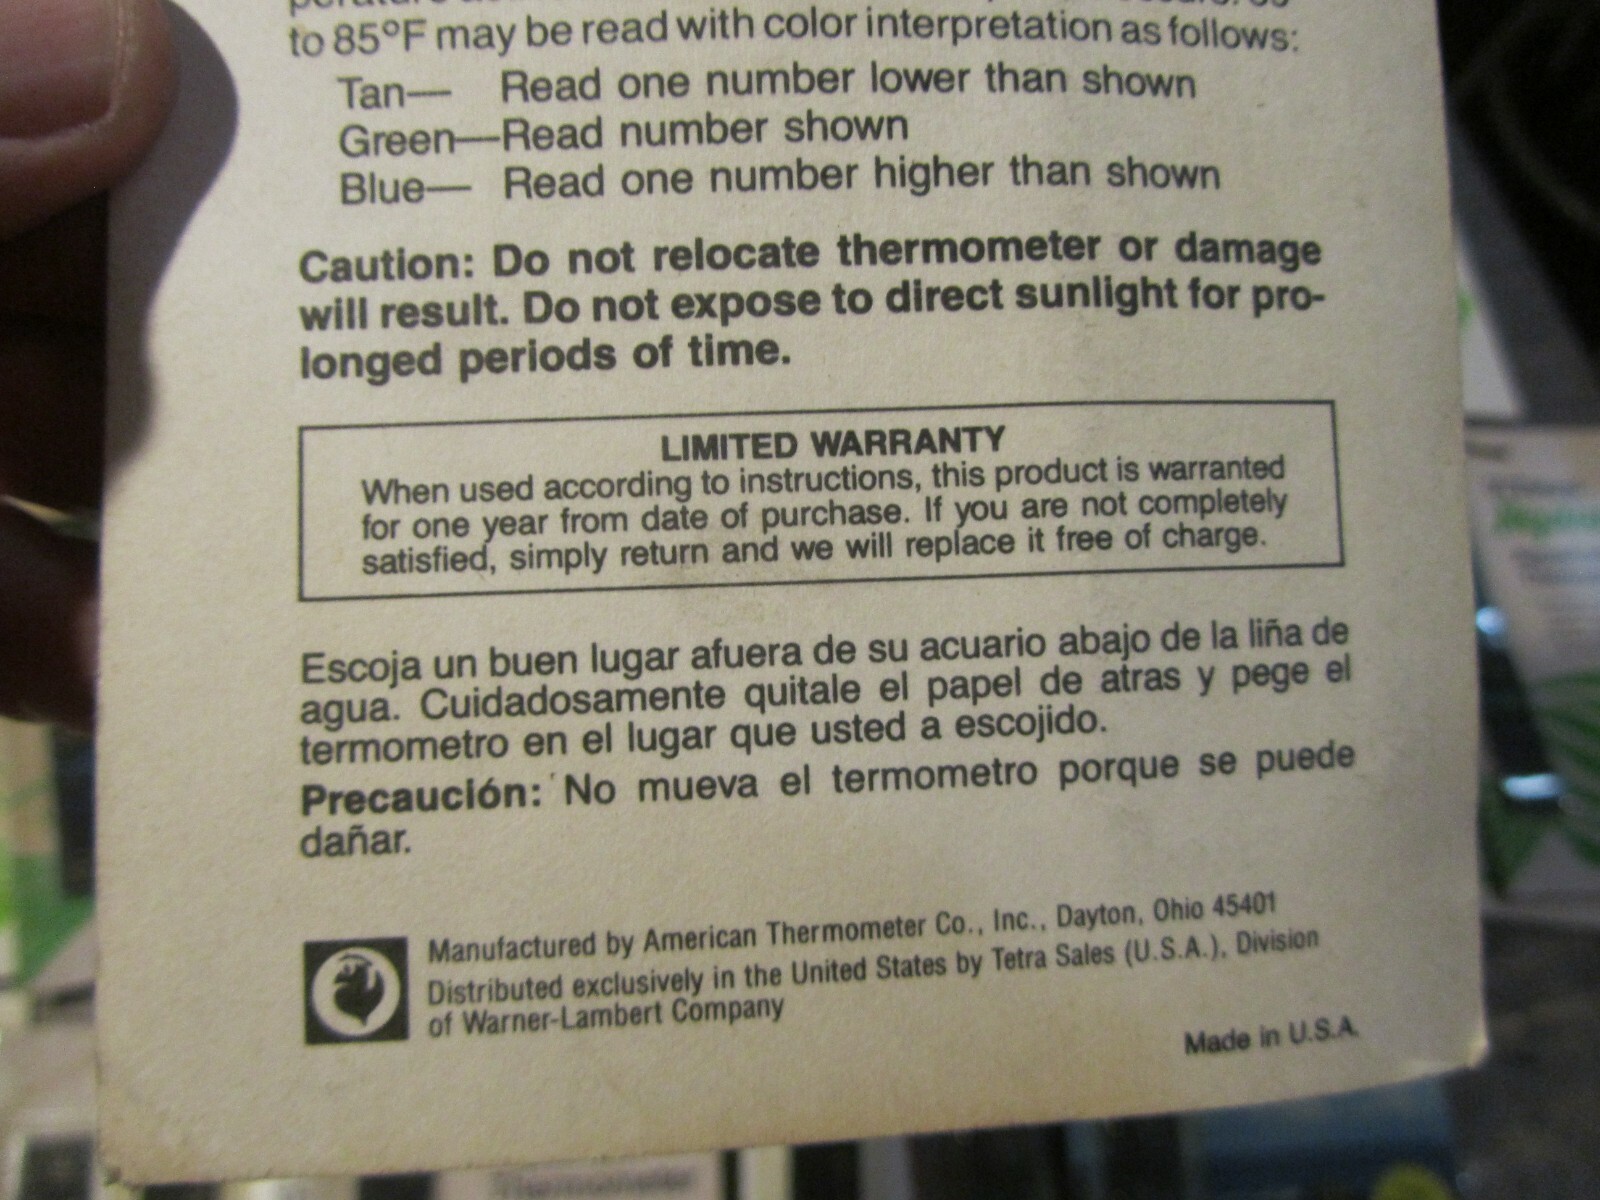 to 85°F may be read with color interpretation as follows:
Tan— Read one number lower than shown
Green—Read number shown
Blue— Read one number higher than shown
Caution: Do not relocate thermometer or damage
will result. Do not expose to direct sunlight for pro-
longed periods of time.
LIMITED WARRANTY
When used according to instructions, this product is warranted
for one year from date of purchase. If you are not completely
satisfied, simply return and we will replace it free of charge.
Escoja un buen lugar afuera de su acuario abajo de la liña de
agua. Cuidadosamente quitale el papel de atras y pege el
termometro en el lugar que usted a escojido.
Precaución: No mueva el termometro porque se puede
dañar.
Manufactured by American Thermometer Co., Inc., Dayton, Ohio 45401
Distributed exclusively in the United States by Tetra Sales (U.S.A.), Division
of Warner-Lambert Company
Made in U.S.A.